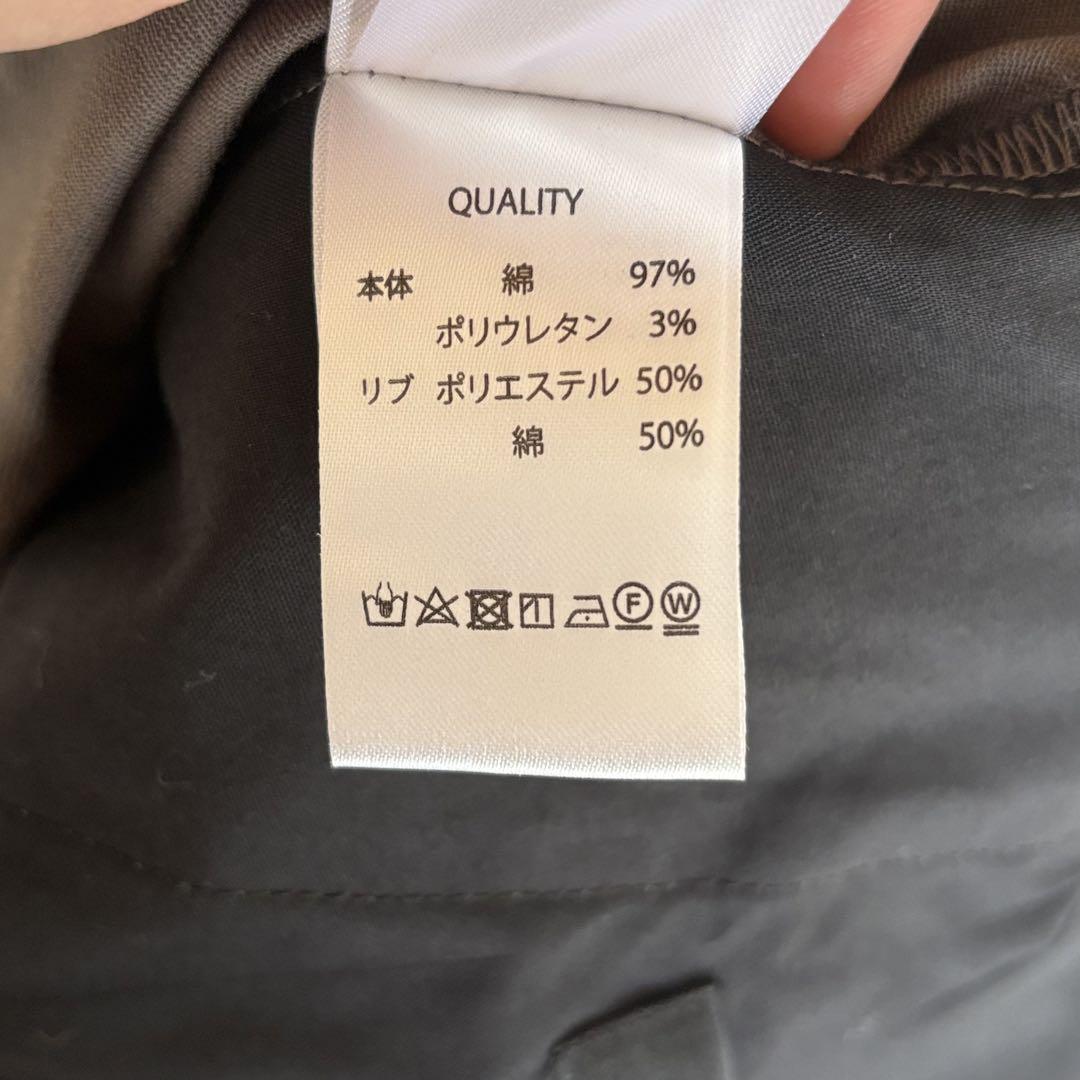 QUALITY
本体 綿 97%
ポリウレタン 3%
リブ ポリエステル 50%
綿 50%
F W